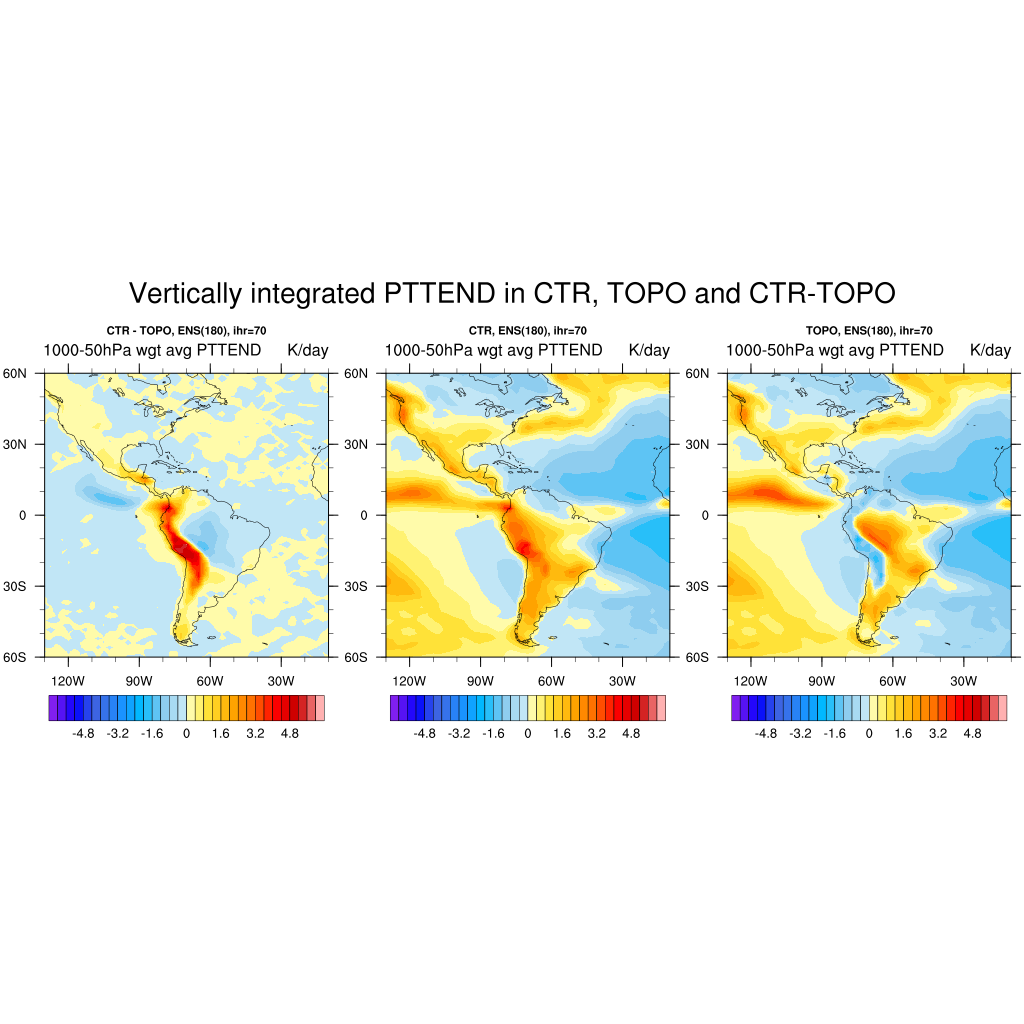 Vertically integrated PTTEND in CTR, TOPO and CTR-TOPO
CTR - TOPO, ENS(180), ihr=70
1000-50hPa wgt avg PTTEND K/day
60N
30N
0
30S
60S
120W 90W 60W 30W
-4.8 -3.2 -1.6 0 1.6 3.2 4.8
CTR, ENS(180), ihr=70
1000-50hPa wgt avg PTTEND K/day
60N
30N
0
30S
60S
120W 90W 60W 30W
-4.8 -3.2 -1.6 0 1.6 3.2 4.8
TOPO, ENS(180), ihr=70
1000-50hPa wgt avg PTTEND K/day
60N
30N
0
30S
60S
120W 90W 60W 30W
-4.8 -3.2 -1.6 0 1.6 3.2 4.8